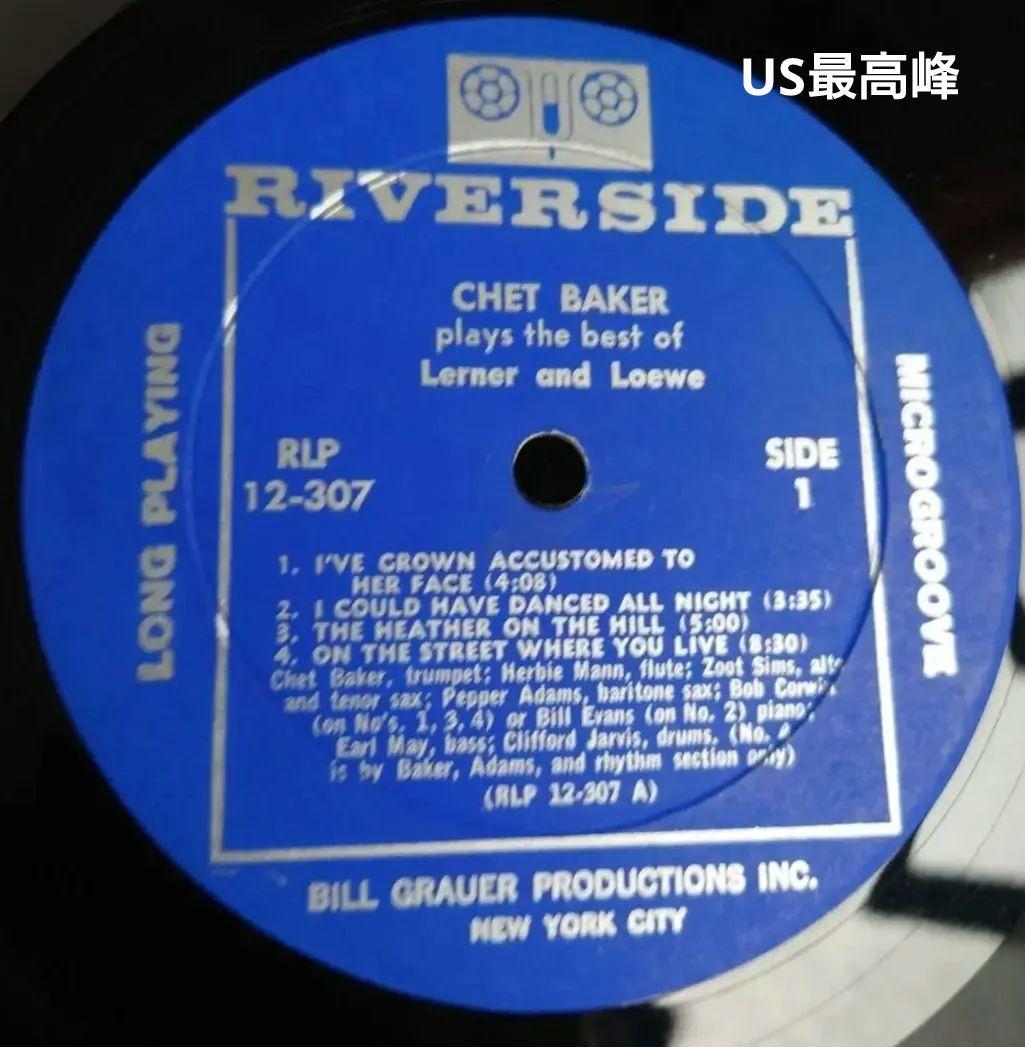 US最高峰
RIVERSIDE
CHET BAKER
plays the best of
Lerner and Loewe
LONG PLAYING
MICROGROOVE
RLP
12-307
SIDE
1
1. I'VE GROWN ACCUSTOMED TO
HER FACE (4:08)
2. I COULD HAVE DANCED ALL NIGHT (3:35)
3. THE HEATHER ON THE HILL (5:00)
4. ON THE STREET WHERE YOU LIVE (8:30)
Chet Baker, trumpet; Herbie Mann, flute; Zoot Sims, alto
and tenor sax; Pepper Adams, baritone sax; Bob Corwin
(on No's. 1, 3, 4) or Bill Evans (on No. 2) piano;
Earl May, bass; Clifford Jarvis, drums. (No.
is by Baker, Adams, and rhythm section only)
(RLP 12-307 A)
BILL GRAUER PRODUCTIONS INC.
NEW YORK CITY